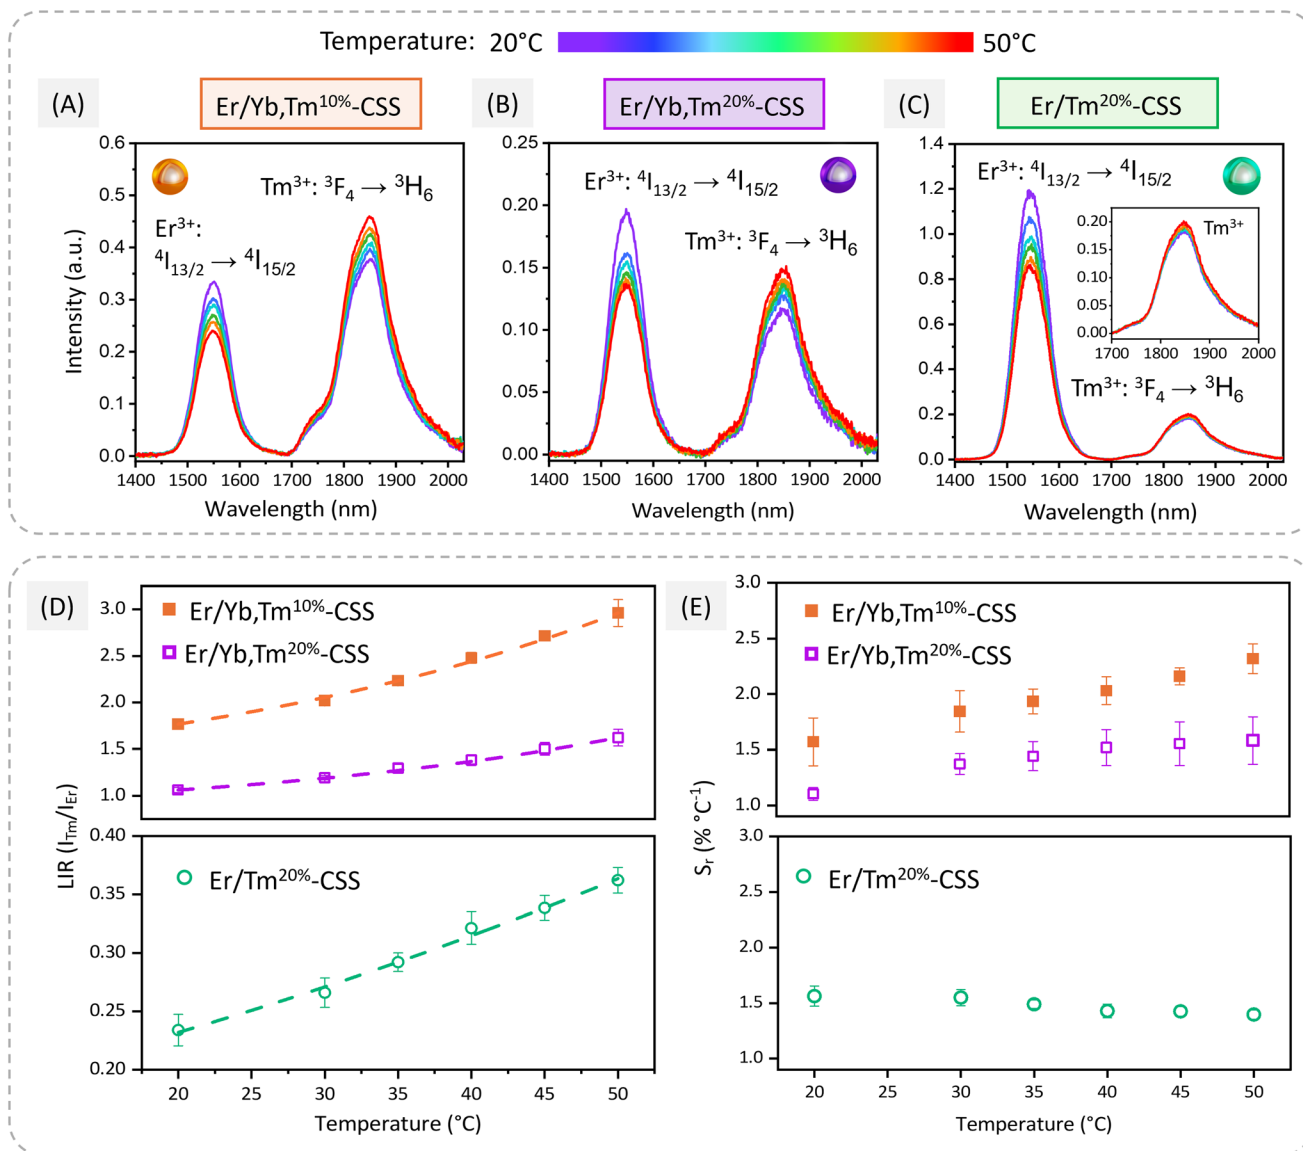 Temperature: 20°C 50°C
(A) Er/Yb,Tm¹⁰%-CSS
(B) Er/Yb,Tm²⁰%-CSS
(C) Er/Tm²⁰%-CSS
Intensity (a.u.)
0.6
0.5
0.4
0.3
0.2
0.1
0.0
Tm³⁺: ³F₄ → ³H₆
Er³⁺:
⁴I₁₃/₂ → ⁴I₁₅/₂
1400 1500 1600 1700 1800 1900 2000
Wavelength (nm)
0.25
0.20
0.15
0.10
0.05
0.00
Er³⁺: ⁴I₁₃/₂ → ⁴I₁₅/₂
Tm³⁺: ³F₄ → ³H₆
1400 1500 1600 1700 1800 1900 2000
Wavelength (nm)
1.4
1.2
1.0
0.8
0.6
0.4
0.2
0.0
Er³⁺: ⁴I₁₃/₂ → ⁴I₁₅/₂
0.20
0.15
0.10
0.05
0.00
Tm³⁺
1700 1800 1900 2000
Tm³⁺: ³F₄ → ³H₆
1400 1500 1600 1700 1800 1900 2000
Wavelength (nm)
(D)
LIR (I_Tm/I_Er)
3.0
2.5
2.0
1.5
1.0
Er/Yb,Tm¹⁰%-CSS
Er/Yb,Tm²⁰%-CSS
0.40
0.35
0.30
0.25
0.20
Er/Tm²⁰%-CSS
20 25 30 35 40 45 50
Temperature (°C)
(E)
Sᵣ (% °C⁻¹)
3.0
2.5
2.0
1.5
1.0
Er/Yb,Tm¹⁰%-CSS
Er/Yb,Tm²⁰%-CSS
3.0
2.5
2.0
1.5
1.0
Er/Tm²⁰%-CSS
20 25 30 35 40 45 50
Temperature (°C)